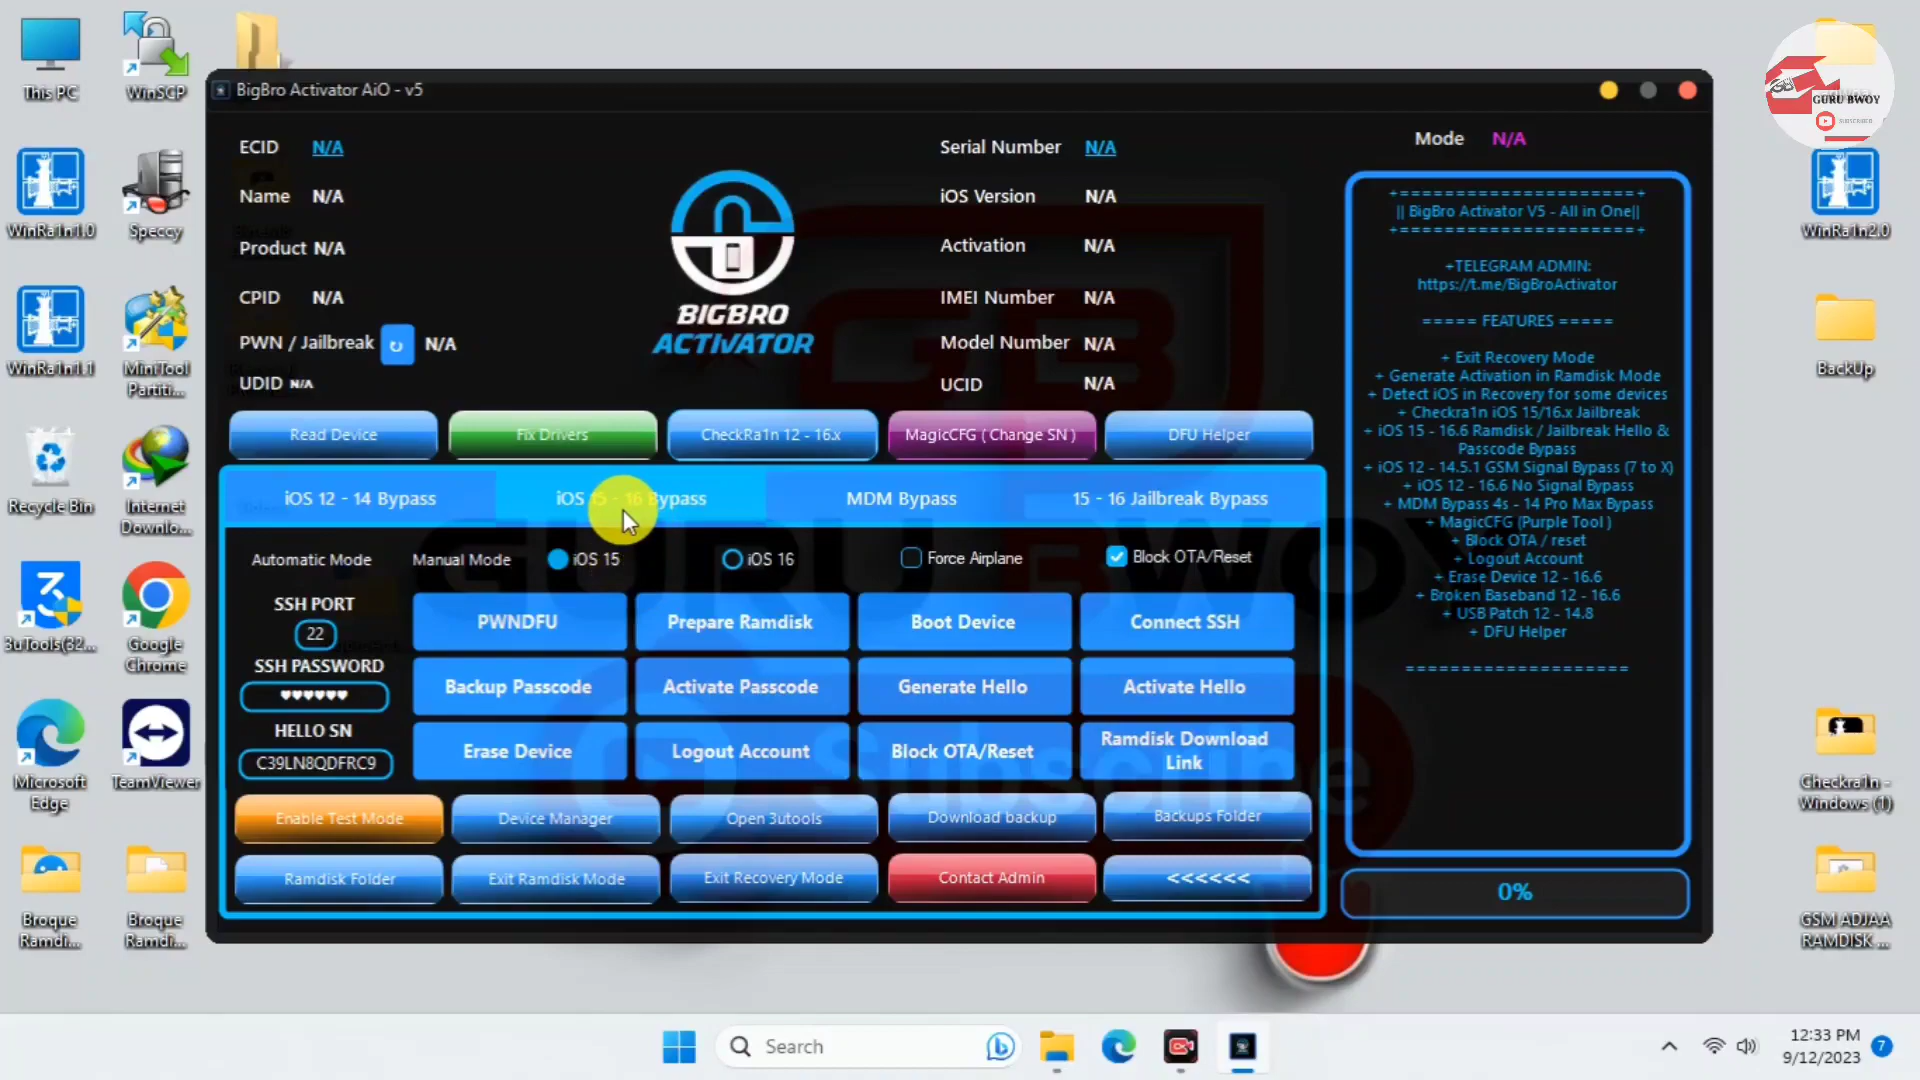 This PC
WinSCP
WinRa1n1.0
Speccy
WinRa1n1.1
MiniTool
Partiti...
Recycle Bin
Internet
Downlo...
3uTools(32...
Google
Chrome
Microsoft
Edge
TeamViewer
Broque
Ramdi...
Broque
Ramdi...
BigBro Activator AiO - v5
ECID N/A
Name N/A
Product N/A
CPID N/A
PWN / Jailbreak N/A
UDID N/A
BIGBRO
ACTIVATOR
Serial Number N/A
iOS Version N/A
Activation N/A
IMEI Number N/A
Model Number N/A
UCID N/A
Mode N/A
Read Device
Fix Drivers
CheckRa1n 12 - 16.x
MagicCFG ( Change SN )
DFU Helper
iOS 12 - 14 Bypass
iOS 15 - 16 Bypass
MDM Bypass
15 - 16 Jailbreak Bypass
Automatic Mode
Manual Mode
iOS 15
iOS 16
Force Airplane
Block OTA/Reset
SSH PORT
22
SSH PASSWORD
HELLO SN
C39LN8QDFRC9
PWNDFU
Prepare Ramdisk
Boot Device
Connect SSH
Backup Passcode
Activate Passcode
Generate Hello
Activate Hello
Erase Device
Logout Account
Block OTA/Reset
Ramdisk Download
Link
Enable Test Mode
Device Manager
Open 3utools
Download backup
Backups Folder
Ramdisk Folder
Exit Ramdisk Mode
Exit Recovery Mode
Contact Admin
<<<<<<
+======================+
|| BigBro Activator V5 - All in One||
+======================+
+TELEGRAM ADMIN:
https://t.me/BigBroActivator
===== FEATURES =====
+ Exit Recovery Mode
+ Generate Activation in Ramdisk Mode
+ Detect iOS in Recovery for some devices
+ Checkra1n iOS 15/16.x Jailbreak
+ iOS 15 - 16.6 Ramdisk / Jailbreak Hello &
Passcode Bypass
+ iOS 12 - 14.5.1 GSM Signal Bypass (7 to X)
+ iOS 12 - 16.6 No Signal Bypass
+ MDM Bypass 4s - 14 Pro Max Bypass
+ MagicCFG (Purple Tool )
+ Block OTA / reset
+ Logout Account
+ Erase Device 12 - 16.6
+ Broken Baseband 12 - 16.6
+ USB Patch 12 - 14.8
+ DFU Helper
====================
0%
GURU BWOY
Subscribe
GB
GURU BWOY
SUBSCRIBE
WinRa1n2.0
BackUp
Checkra1n -
Windows (1)
GSM ADJAA
RAMDISK ...
Search
12:33 PM
9/12/2023
7